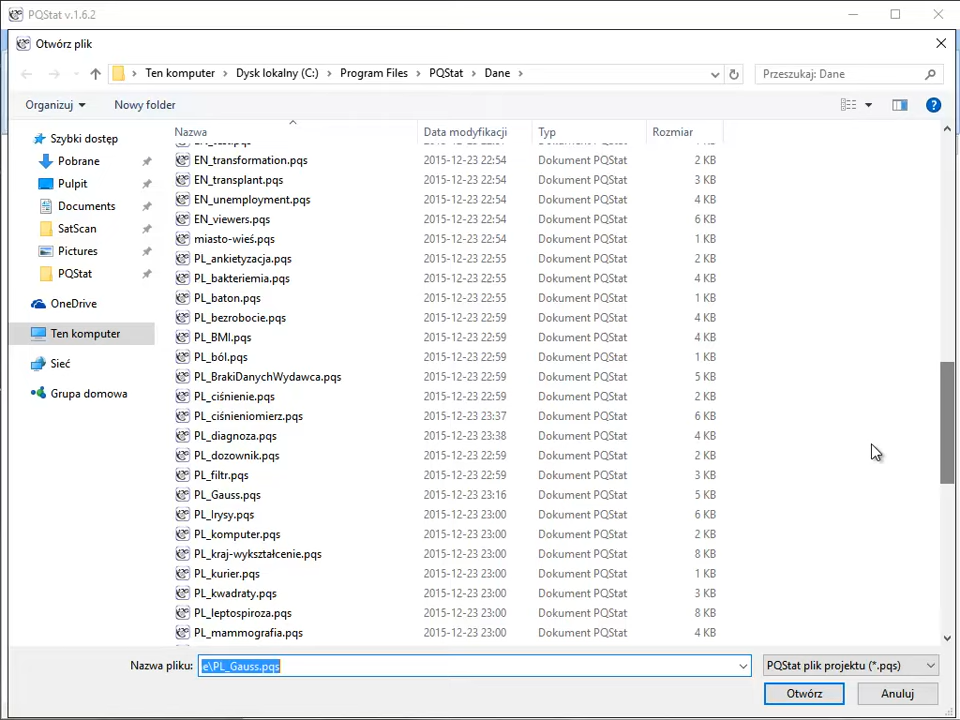 PQStat v.1.6.2
Otwórz plik
Ten komputer > Dysk lokalny (C:) > Program Files > PQStat > Dane >
Przeszukaj: Dane
Organizuj
New folder
Szybki dostęp
Pobrane
Pulpit
Documents
SatScan
Pictures
PQStat
OneDrive
Ten komputer
Sieć
Grupa domowa
Nazwa Data modyfikacji Typ Rozmiar
EN_transformation.pqs 2015-12-23 22:54 Dokument PQStat 2 KB
EN_transplant.pqs 2015-12-23 22:54 Dokument PQStat 3 KB
EN_unemployment.pqs 2015-12-23 22:54 Dokument PQStat 4 KB
EN_viewers.pqs 2015-12-23 22:54 Dokument PQStat 6 KB
miasto-wieś.pqs 2015-12-23 22:54 Dokument PQStat 1 KB
PL_ankietyzacja.pqs 2015-12-23 22:55 Dokument PQStat 2 KB
PL_bakteriemia.pqs 2015-12-23 22:55 Dokument PQStat 4 KB
PL_baton.pqs 2015-12-23 22:55 Dokument PQStat 1 KB
PL_bezrobocie.pqs 2015-12-23 22:59 Dokument PQStat 4 KB
PL_BMI.pqs 2015-12-23 22:59 Dokument PQStat 4 KB
PL_ból.pqs 2015-12-23 22:59 Dokument PQStat 1 KB
PL_BrakiDanychWydawca.pqs 2015-12-23 22:59 Dokument PQStat 5 KB
PL_ciśnienie.pqs 2015-12-23 22:59 Dokument PQStat 2 KB
PL_ciśnieniomierz.pqs 2015-12-23 23:37 Dokument PQStat 6 KB
PL_diagnoza.pqs 2015-12-23 23:38 Dokument PQStat 4 KB
PL_dozownik.pqs 2015-12-23 22:59 Dokument PQStat 2 KB
PL_filtr.pqs 2015-12-23 22:59 Dokument PQStat 3 KB
PL_Gauss.pqs 2015-12-23 23:16 Dokument PQStat 5 KB
PL_Irysy.pqs 2015-12-23 23:00 Dokument PQStat 6 KB
PL_komputer.pqs 2015-12-23 23:00 Dokument PQStat 2 KB
PL_kraj-wykształcenie.pqs 2015-12-23 23:00 Dokument PQStat 8 KB
PL_kurier.pqs 2015-12-23 23:00 Dokument PQStat 1 KB
PL_kwadraty.pqs 2015-12-23 23:00 Dokument PQStat 3 KB
PL_leptospiroza.pqs 2015-12-23 23:00 Dokument PQStat 8 KB
PL_mammografia.pqs 2015-12-23 23:00 Dokument PQStat 4 KB
Nazwa pliku: e\PL_Gauss.pqs
PQStat plik projektu (*.pqs)
Otwórz
Anuluj